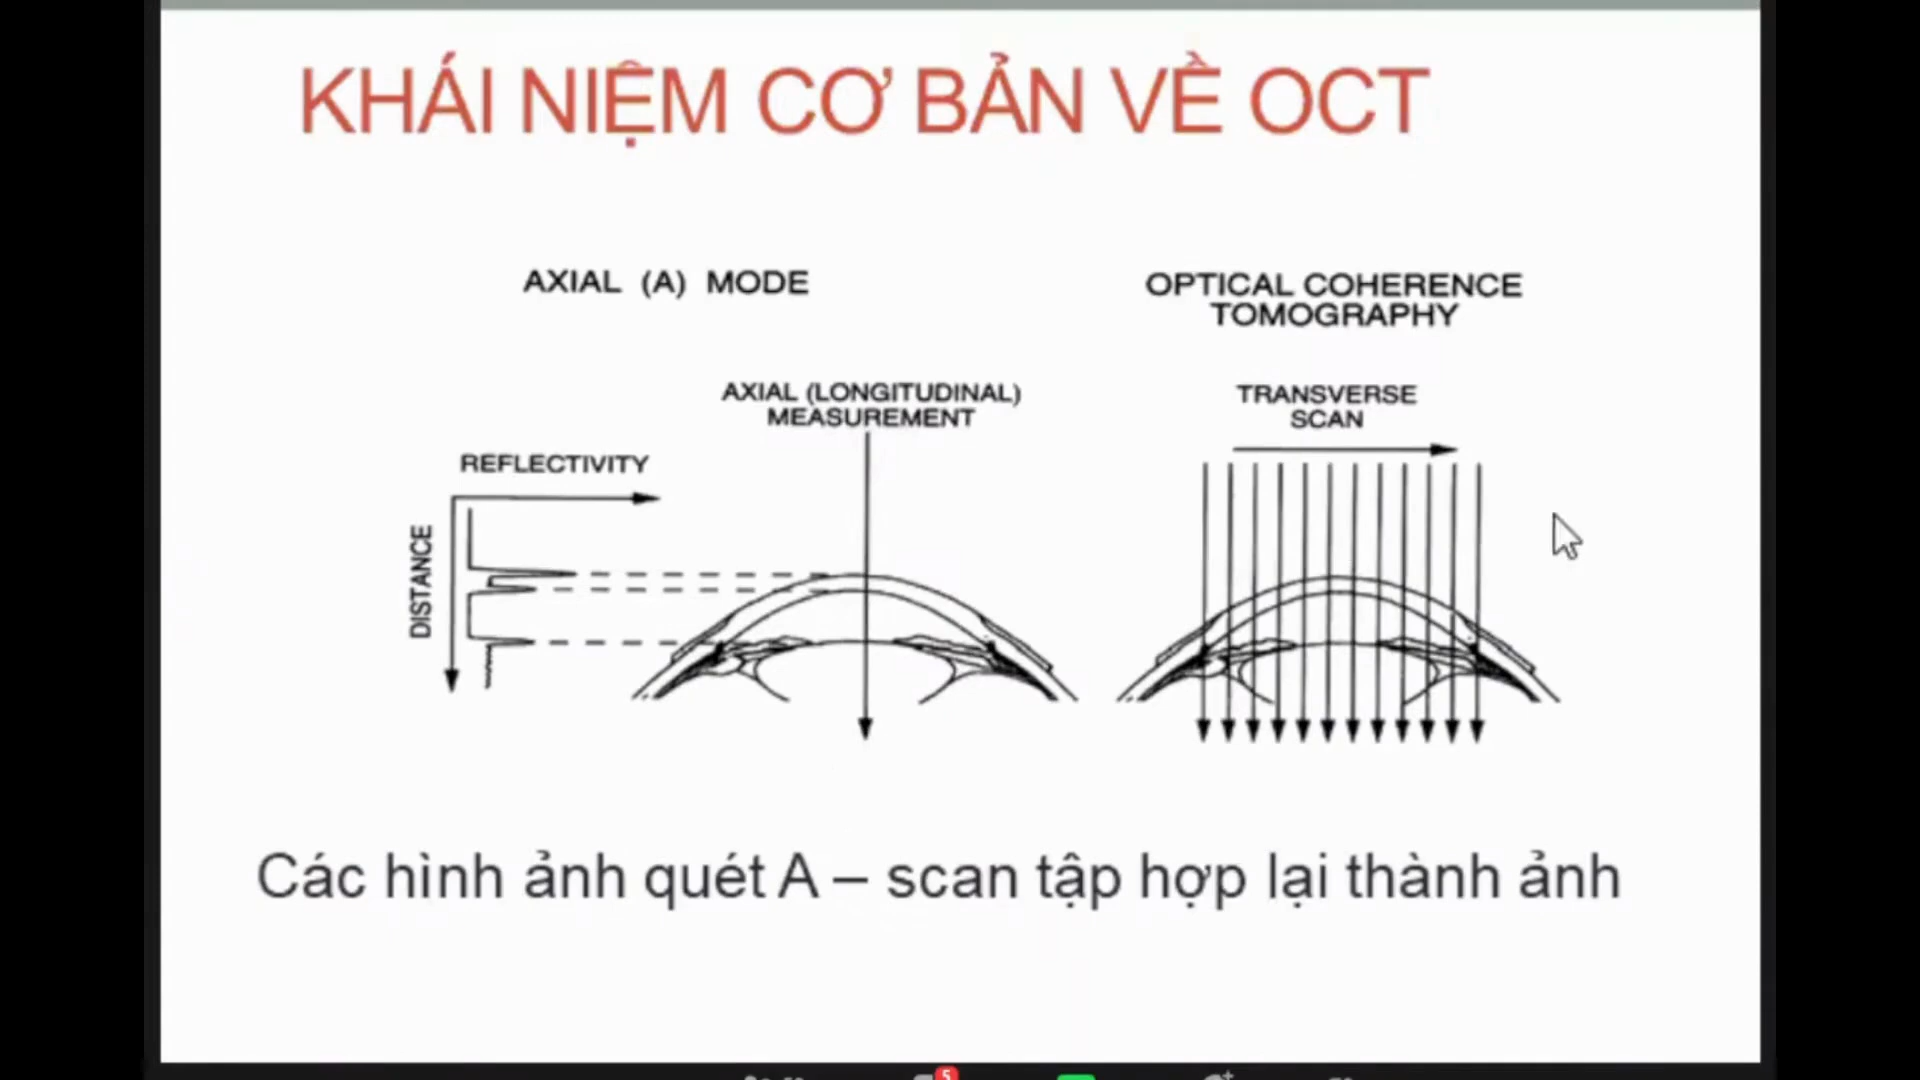 KHÁI NIỆM CƠ BẢN VỀ OCT
AXIAL (A) MODE
OPTICAL COHERENCE
TOMOGRAPHY
AXIAL (LONGITUDINAL)
MEASUREMENT
TRANSVERSE
SCAN
REFLECTIVITY
DISTANCE
Các hình ảnh quét A – scan tập hợp lại thành ảnh
5